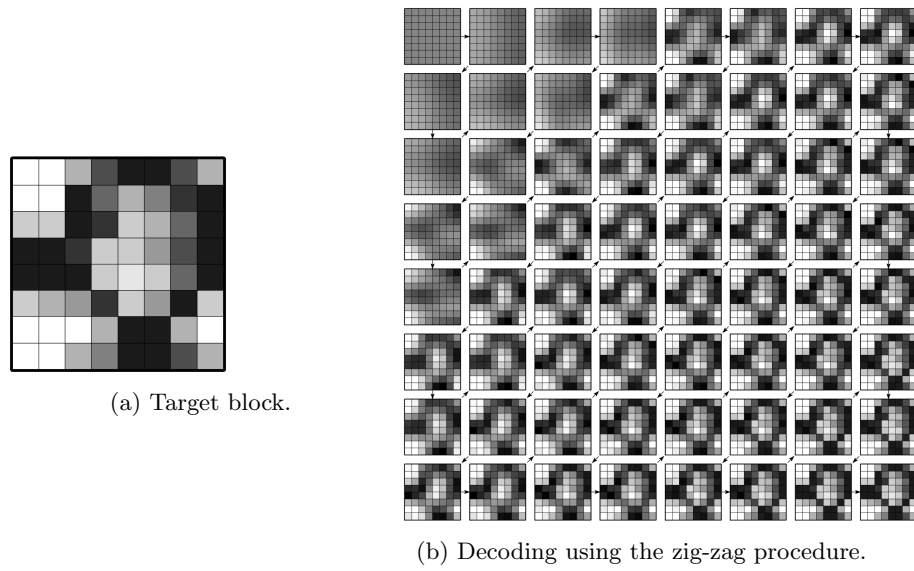 (a) Target block.
(b) Decoding using the zig-zag procedure.